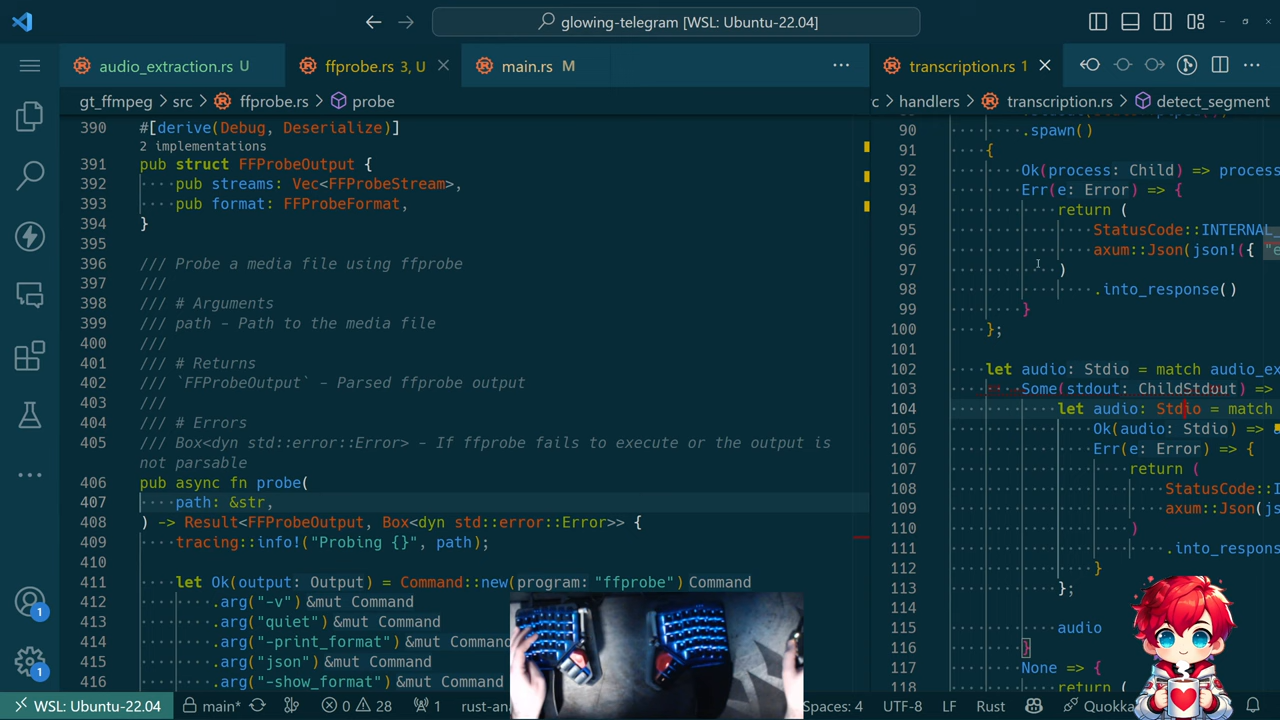 glowing-telegram [WSL: Ubuntu-22.04]
audio_extraction.rs U
ffprobe.rs 3, U
main.rs M
transcription.rs 1
gt_ffmpeg > src > ffprobe.rs > probe
handlers > transcription.rs > detect_segment
390 #[derive(Debug, Deserialize)]
2 implementations
391 pub struct FFProbeOutput {
392 pub streams: Vec<FFProbeStream>,
393 pub format: FFProbeFormat,
394 }
395
396 /// Probe a media file using ffprobe
397 ///
398 /// # Arguments
399 /// path - Path to the media file
400 ///
401 /// # Returns
402 /// `FFProbeOutput` - Parsed ffprobe output
403 ///
404 /// # Errors
405 /// Box<dyn std::error::Error> - If ffprobe fails to execute or the output is
not parsable
406 pub async fn probe(
407 path: &str,
408 ) -> Result<FFProbeOutput, Box<dyn std::error::Error>> {
409 tracing::info!("Probing {}", path);
410
411 let Ok(output: Output) = Command::new(program: "ffprobe") Command
412 .arg("-v") &mut Command
413 .arg("quiet") &mut Command
414 .arg("-print_format") &mut Command
415 .arg("json") &mut Command
416 .arg("-show_format") &mut Command
90 .spawn()
91 {
92 Ok(process: Child) => process
93 Err(e: Error) => {
94 return (
95 StatusCode::INTERNAL_
96 axum::Json(json!({ "e
97 )
98 .into_response()
99 }
100 };
101
102 let audio: Stdio = match audio_ex
103 Some(stdout: ChildStdout) =>
104 let audio: Stdio = match
105 Ok(audio: Stdio) =>
106 Err(e: Error) => {
107 return (
108 StatusCode::I
109 axum::Json(js
110 )
111 .into_respons
112 }
113 };
114
115 audio
116 }
117 None => {
118 return (
WSL: Ubuntu-22.04 main* 0 28 1 rust-an Spaces: 4 UTF-8 LF Rust Quokka
1
1